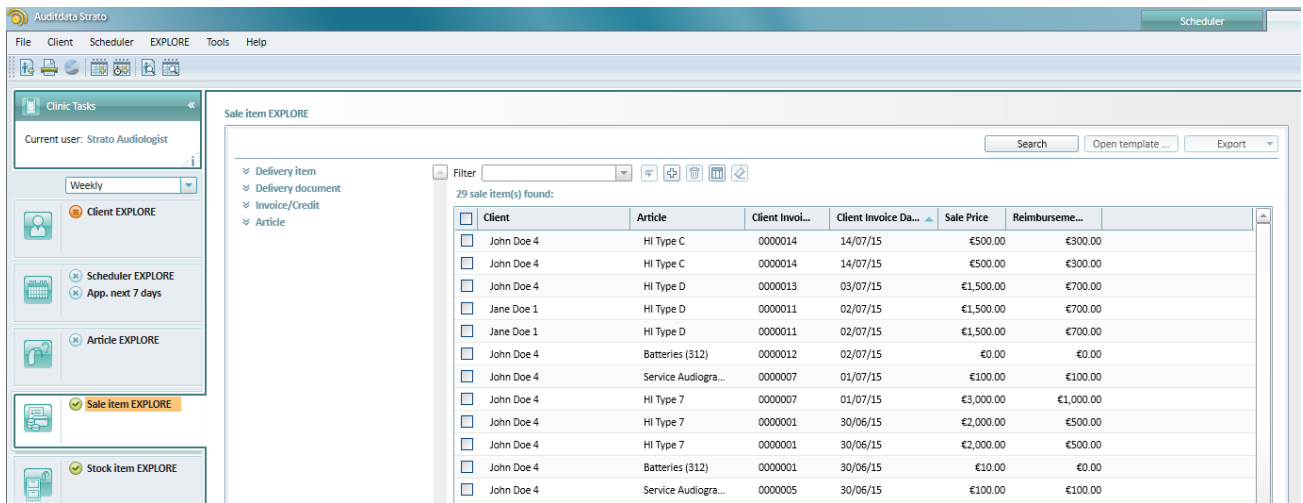 Auditdata Strato
Scheduler
File Client Scheduler EXPLORE Tools Help
Clinic Tasks «
Current user: Strato Audiologist
i
Weekly
Client EXPLORE
Scheduler EXPLORE
App. next 7 days
Article EXPLORE
Sale item EXPLORE
Stock item EXPLORE
Sale item EXPLORE
Search Open template ... Export
Delivery item
Delivery document
Invoice/Credit
Article
Filter
29 sale item(s) found:
Client Article Client Invoi... Client Invoice Da... Sale Price Reimburseme...
John Doe 4 HI Type C 0000014 14/07/15 €500.00 €300.00
John Doe 4 HI Type C 0000014 14/07/15 €500.00 €300.00
John Doe 4 HI Type D 0000013 03/07/15 €1,500.00 €700.00
Jane Doe 1 HI Type D 0000011 02/07/15 €1,500.00 €700.00
Jane Doe 1 HI Type D 0000011 02/07/15 €1,500.00 €700.00
John Doe 4 Batteries (312) 0000012 02/07/15 €0.00 €0.00
John Doe 4 Service Audiogra... 0000007 01/07/15 €100.00 €100.00
John Doe 4 HI Type 7 0000007 01/07/15 €3,000.00 €1,000.00
John Doe 4 HI Type 7 0000001 30/06/15 €2,000.00 €500.00
John Doe 4 HI Type 7 0000001 30/06/15 €2,000.00 €500.00
John Doe 4 Batteries (312) 0000001 30/06/15 €10.00 €0.00
John Doe 4 Service Audiogra... 0000005 30/06/15 €100.00 €100.00